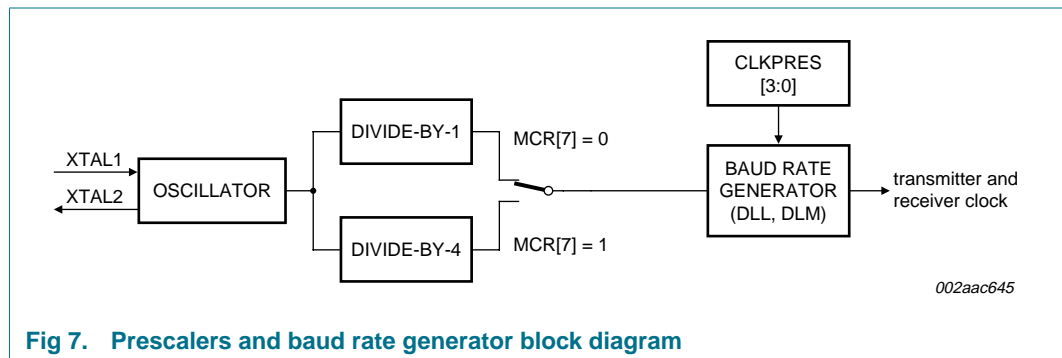 CLKPRES
[3:0]
DIVIDE-BY-1
MCR[7] = 0
XTAL1
XTAL2
OSCILLATOR
BAUD RATE
GENERATOR
(DLL, DLM)
transmitter and
receiver clock
DIVIDE-BY-4
MCR[7] = 1
002aac645
Fig 7. Prescalers and baud rate generator block diagram